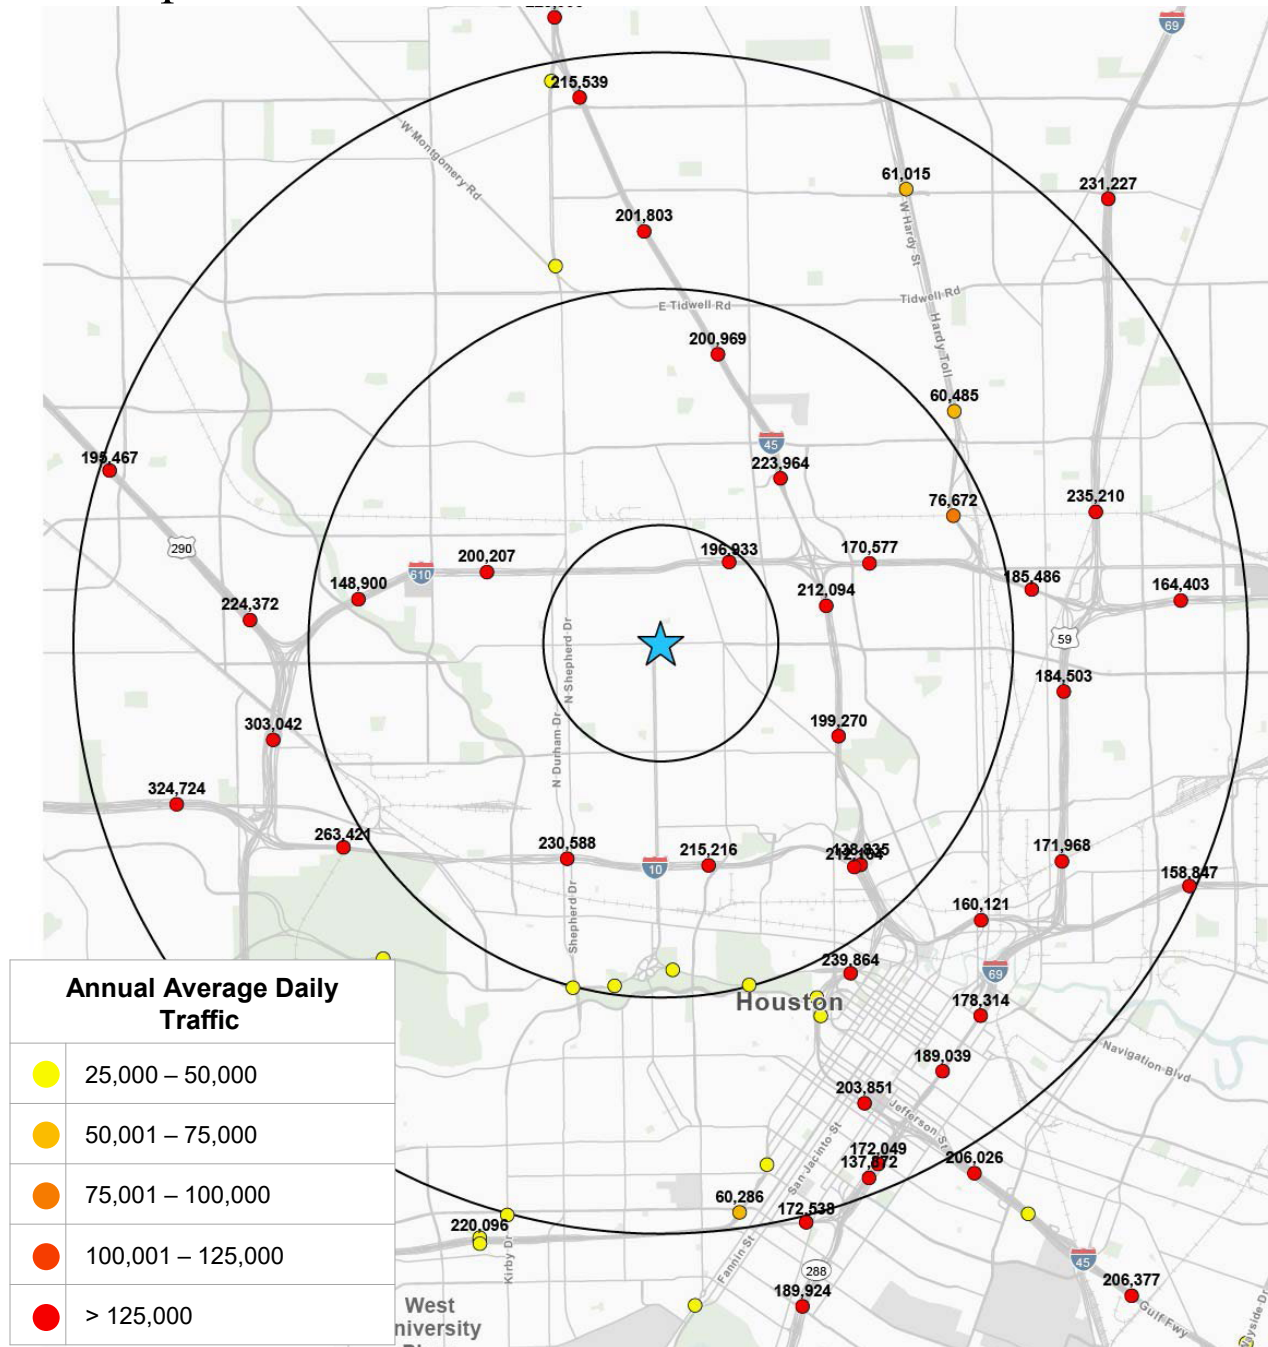 69
215,539
W Montgomery Rd
61,015
231,227
W Hardy St
201,803
Tidwell Rd
E Tidwell Rd
Hardy Toll
200,969
60,485
45
195,467
223,964
76,672
235,210
290
200,207
196,933
170,577
610
148,900
185,486
164,403
212,094
224,372
59
N Shepherd Dr
184,503
303,042
199,270
N Durham Dr
324,724
263,421
230,588
10
215,216
171,968
158,847
160,121
Shepherd Dr
239,864
69
Houston
178,314
Navigation Blvd
189,039
203,851
Jefferson St
San Jacinto St
172,049
206,026
60,286
172,538
220,096
Kirby Dr
Fannin St
288
45
189,924
206,377
Gulf Fwy
West
Annual Average Daily
Traffic
25,000 – 50,000
50,001 – 75,000
75,001 – 100,000
100,001 – 125,000
> 125,000